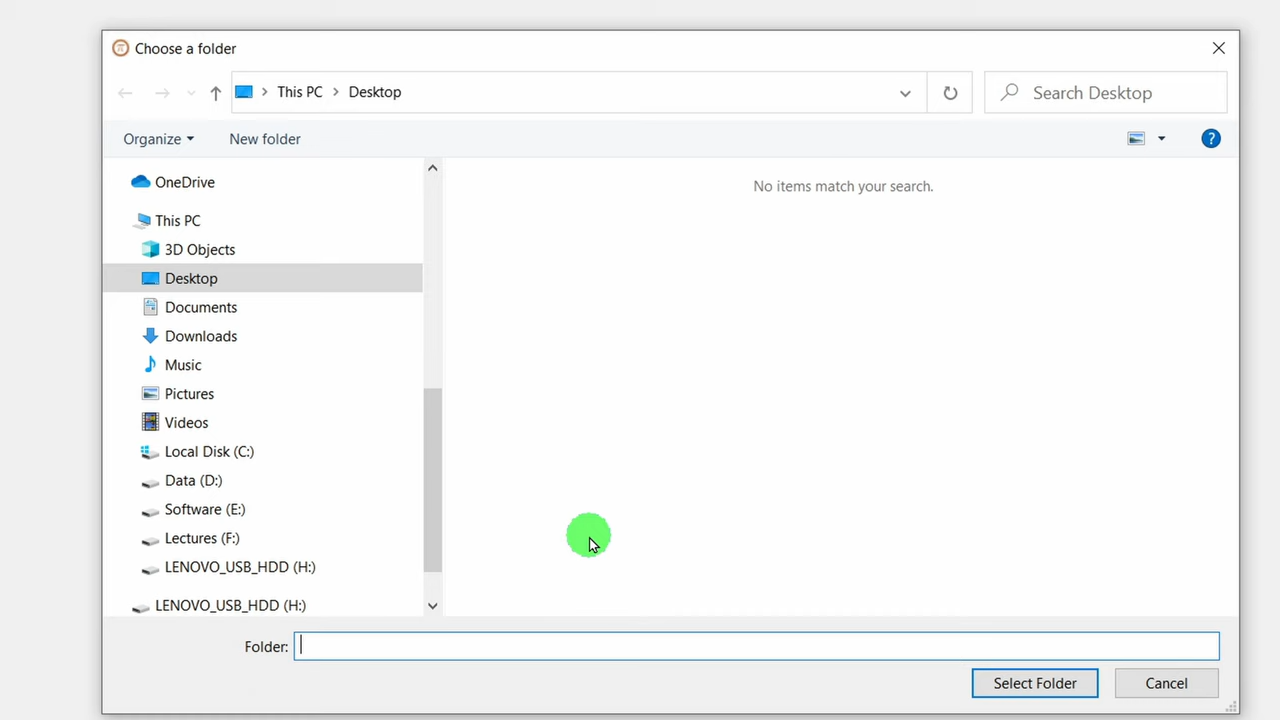 Choose a folder
This PC > Desktop
Search Desktop
Organize
New folder
?
OneDrive
This PC
3D Objects
Desktop
Documents
Downloads
Music
Pictures
Videos
Local Disk (C:)
Data (D:)
Software (E:)
Lectures (F:)
LENOVO_USB_HDD (H:)
LENOVO_USB_HDD (H:)
No items match your search.
Folder:
Select Folder
Cancel